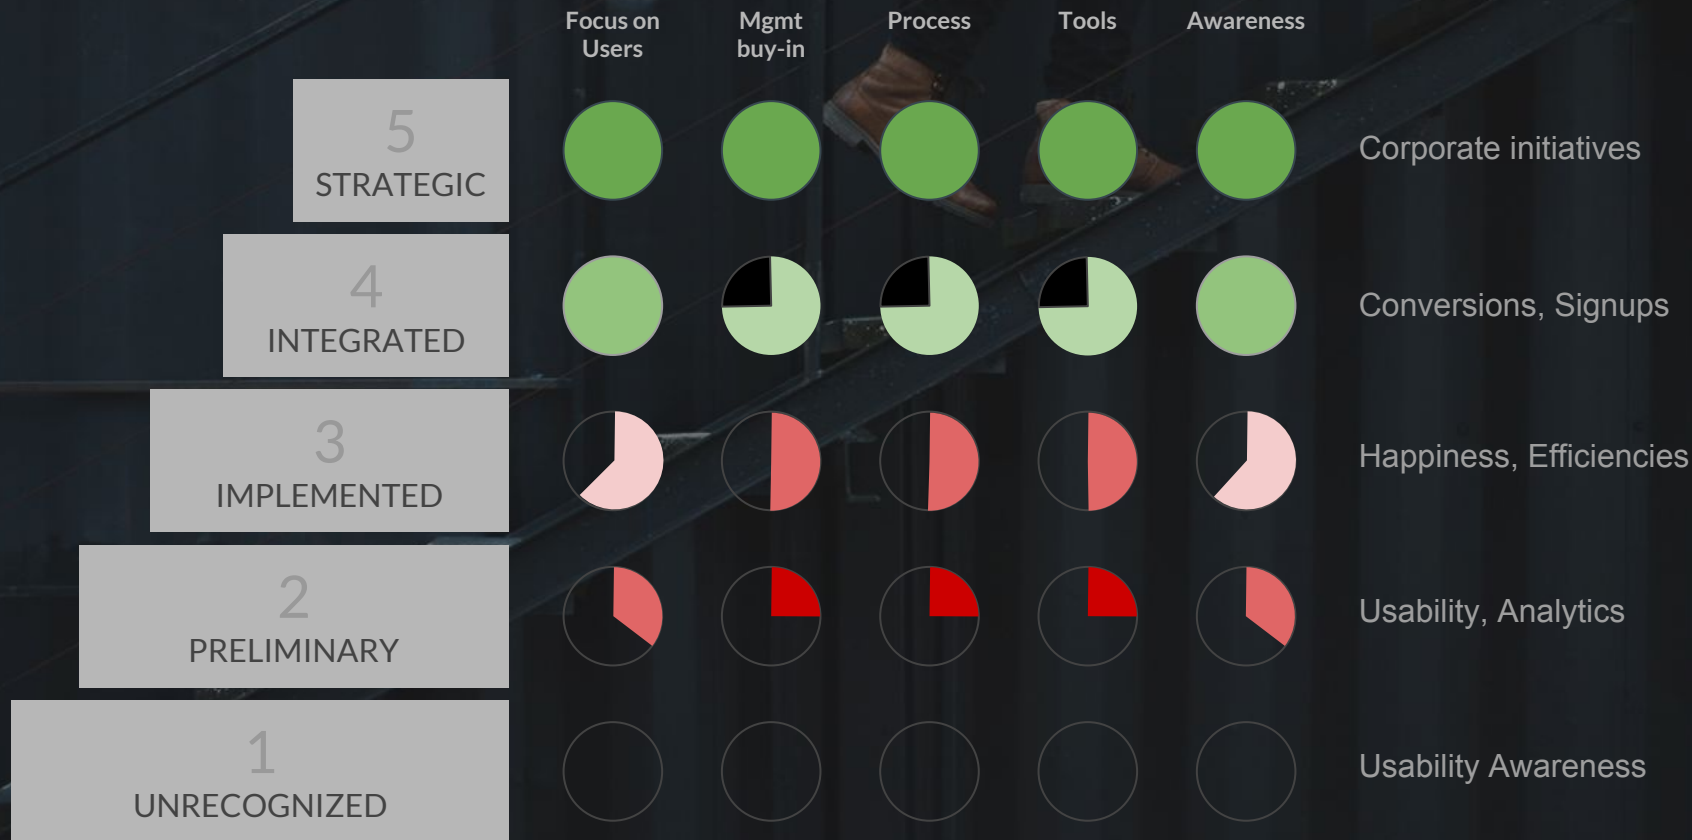 Focus on
Users
Mgmt
buy-in
Process
Tools
Awareness
5
STRATEGIC
Corporate initiatives
4
INTEGRATED
Conversions, Signups
3
IMPLEMENTED
Happiness, Efficiencies
2
PRELIMINARY
Usability, Analytics
1
UNRECOGNIZED
Usability Awareness